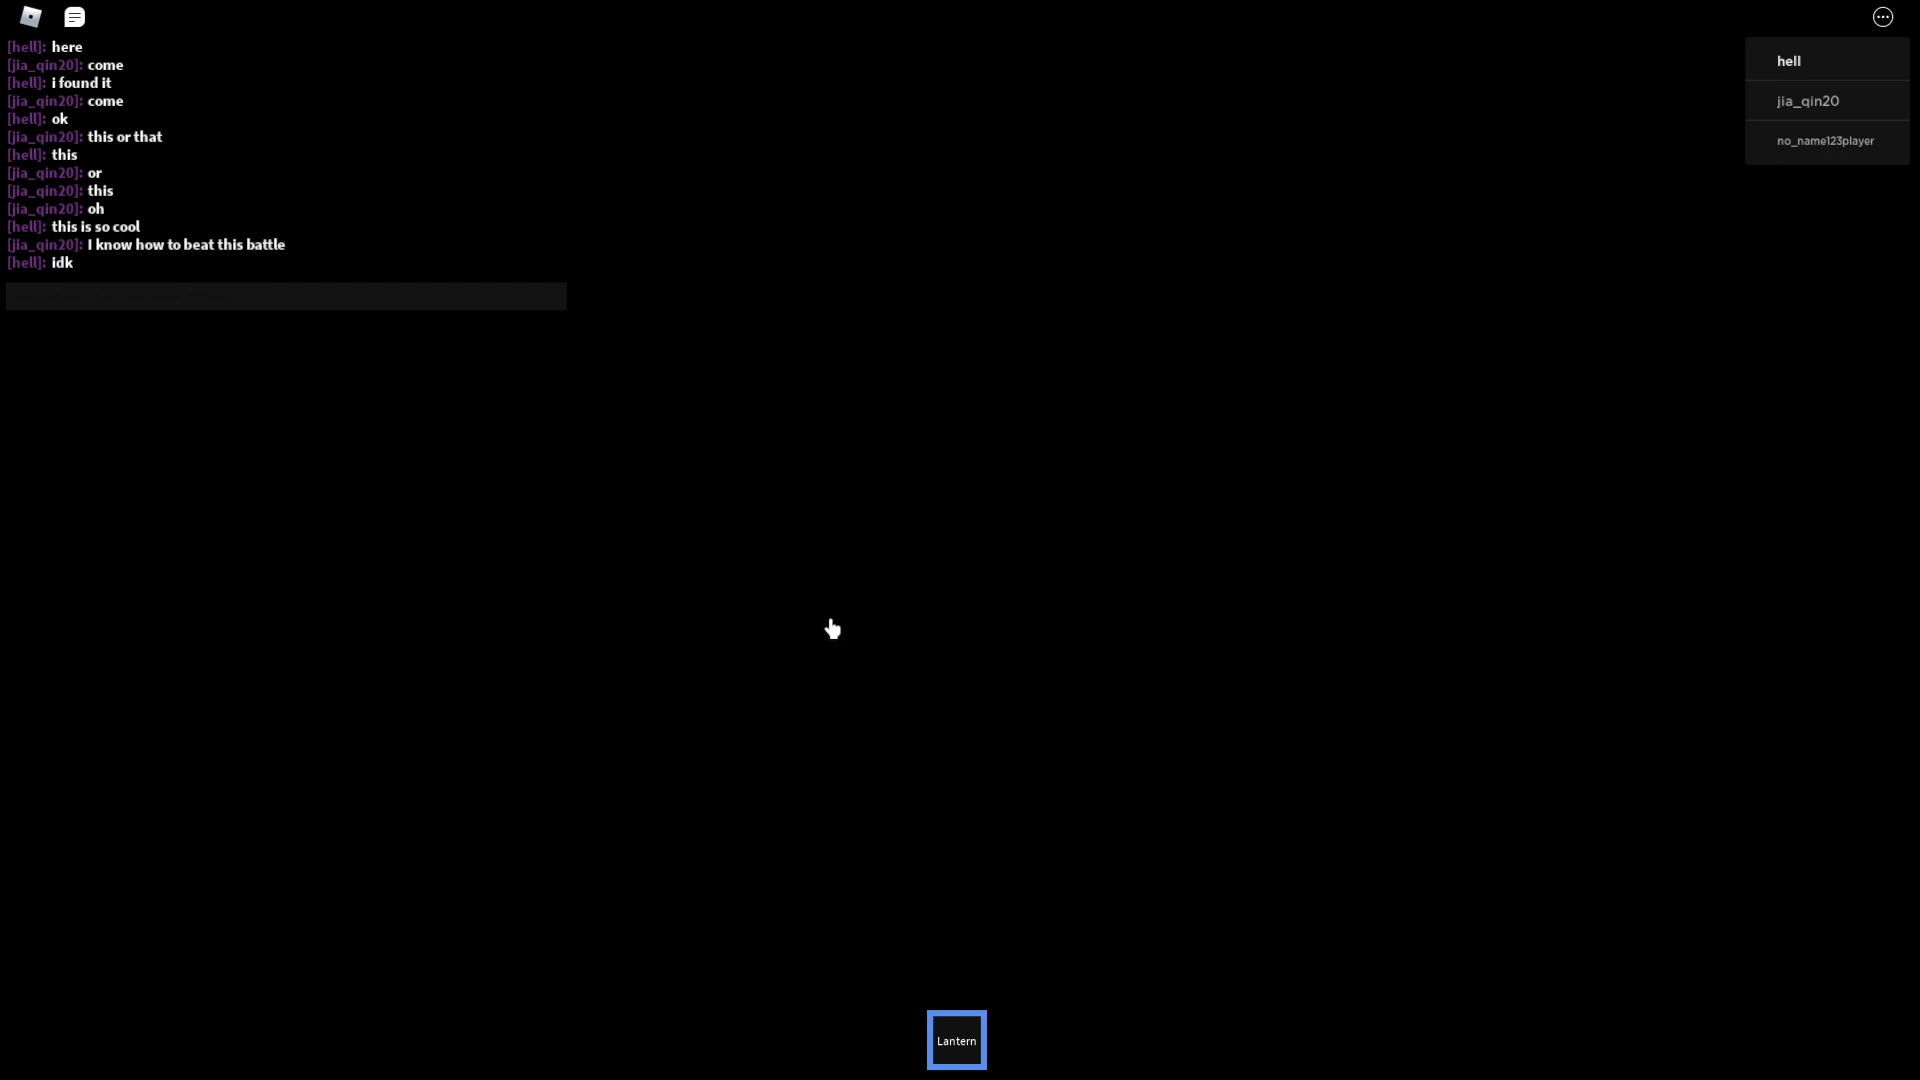 [hell]: here
[jia_qin20]: come
[hell]: i found it
[jia_qin20]: come
[hell]: ok
[jia_qin20]: this or that
[hell]: this
[jia_qin20]: or
[jia_qin20]: this
[jia_qin20]: oh
[hell]: this is so cool
[jia_qin20]: I know how to beat this battle
[hell]: idk
hell
jia_qin20
no_name123player
Lantern